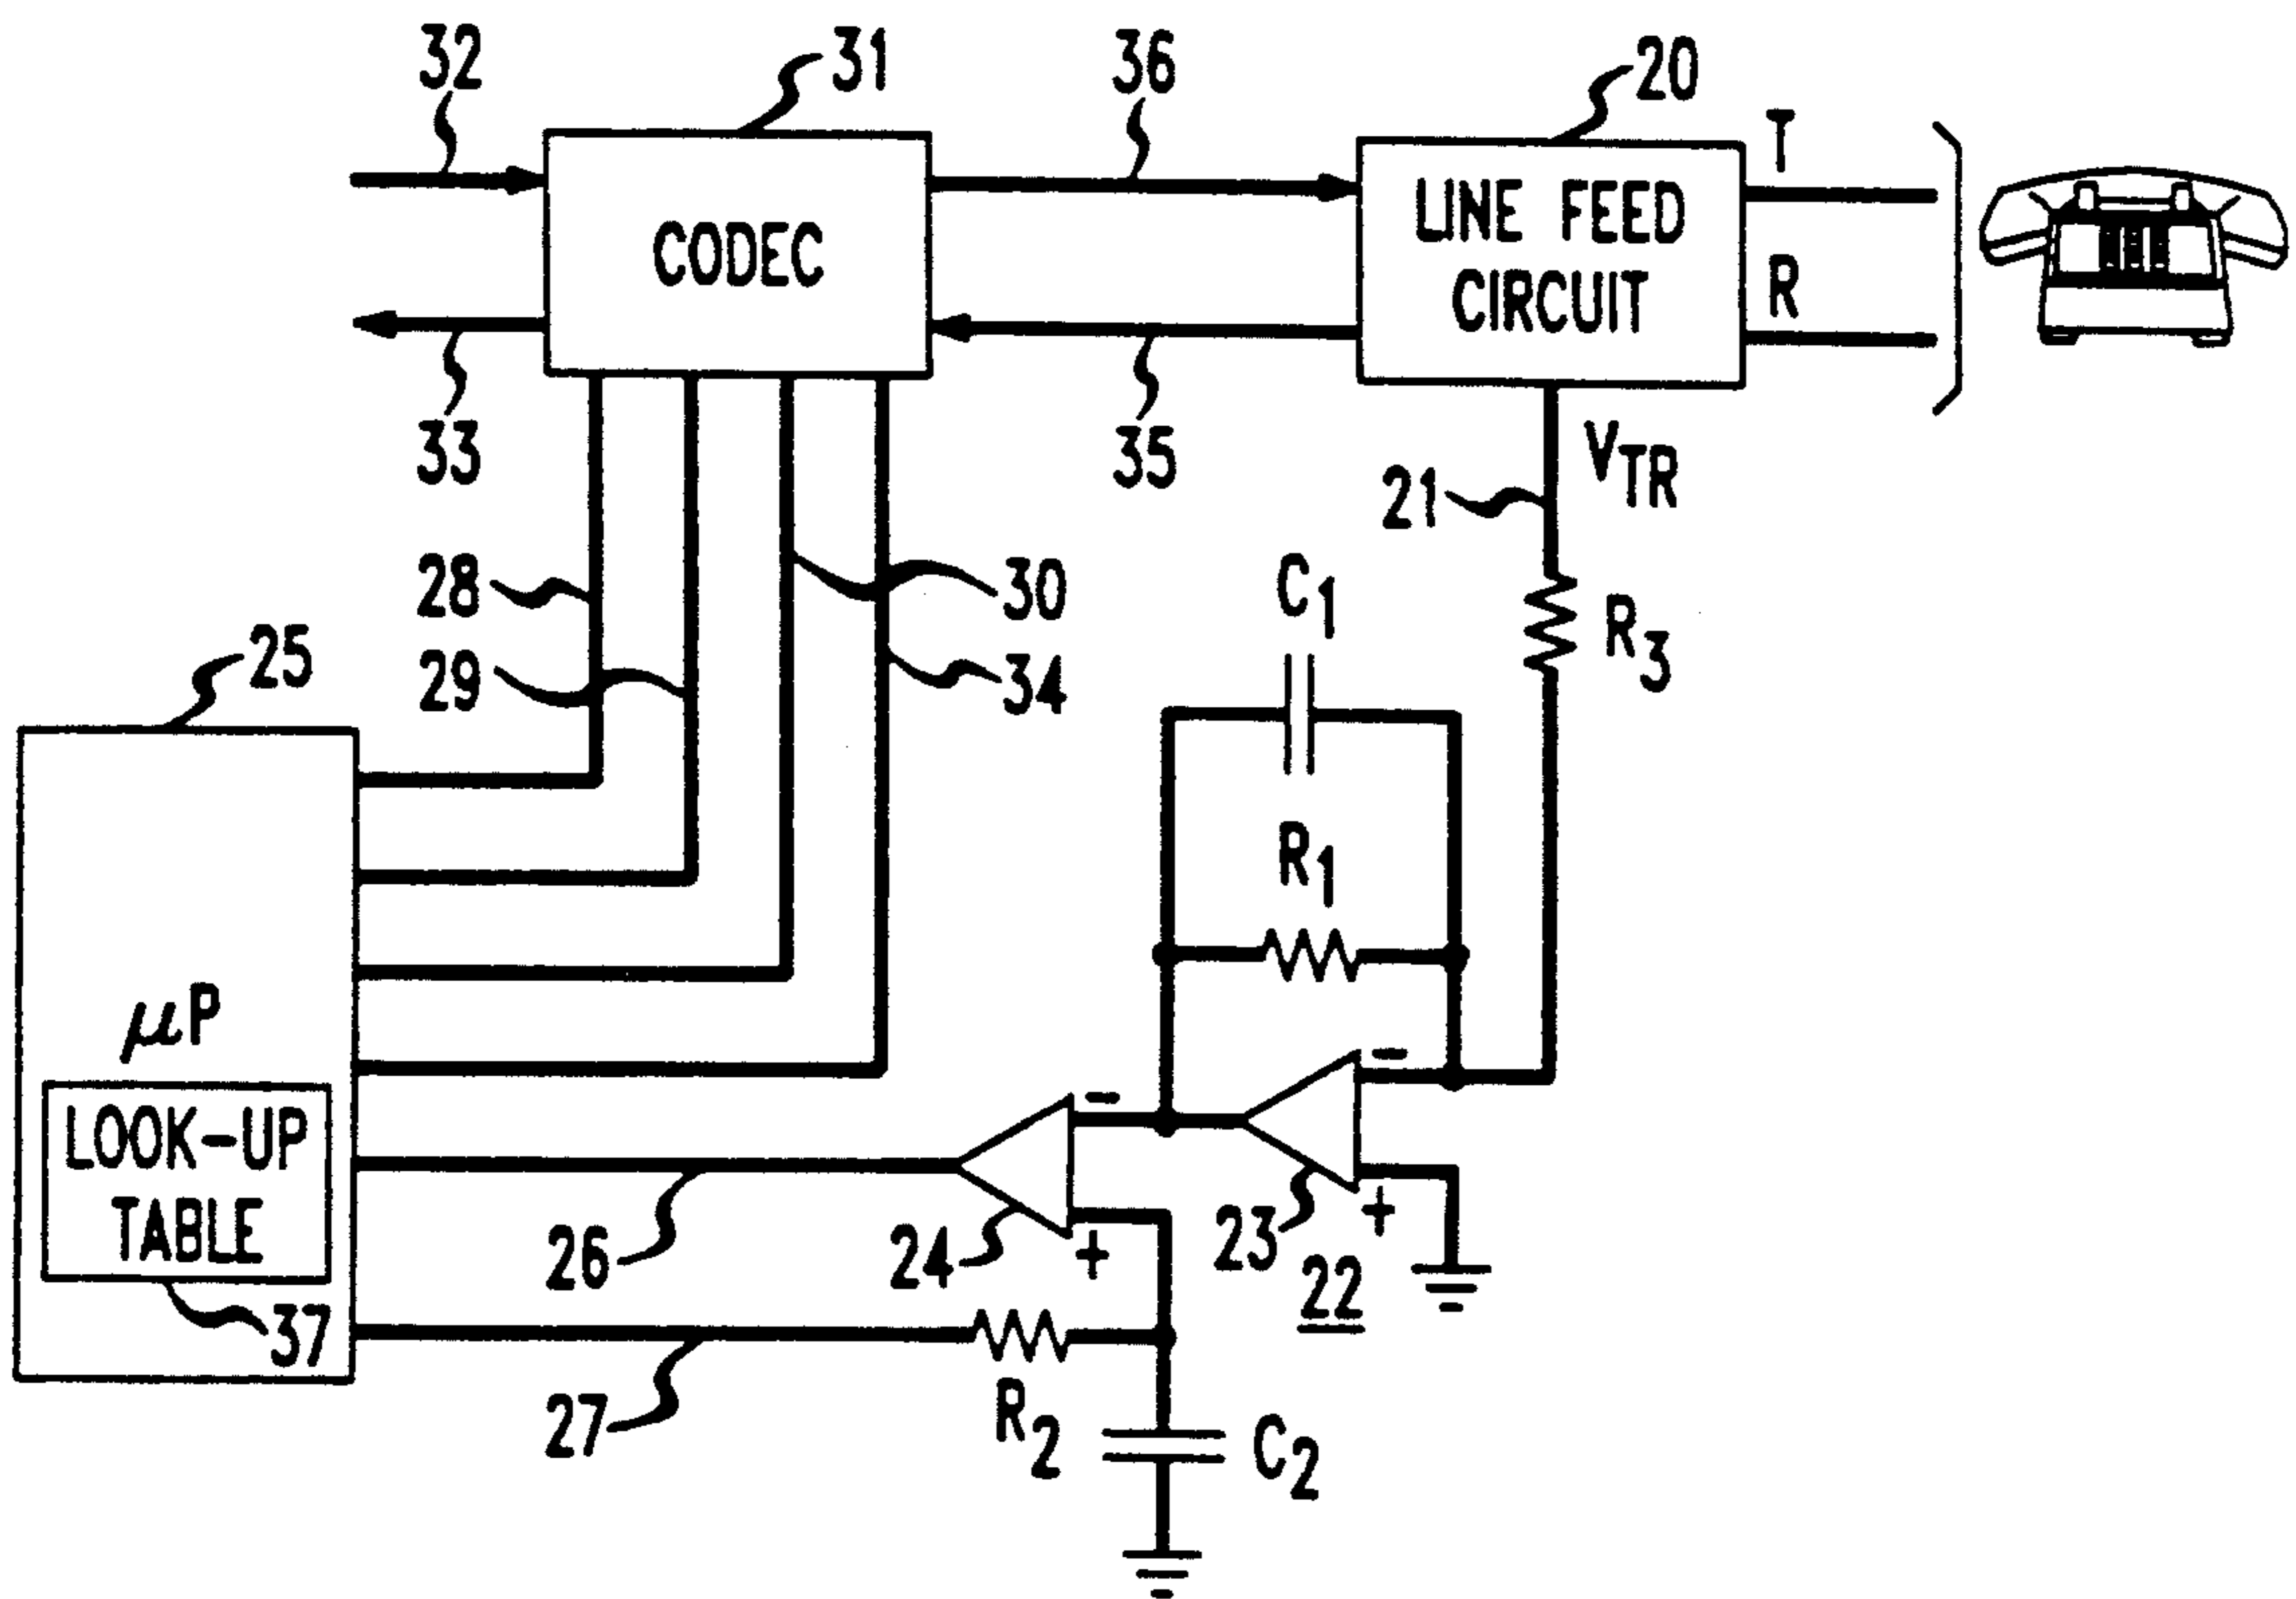 32
31
36
20
T
CODEC
LINE FEED
CIRCUIT
R
33
35
21
VTR
28
30
C1
R3
25
29
34
R1
μP
-
-
LOOK-UP
TABLE
26
24
+
23
+
22
37
27
R2
C2